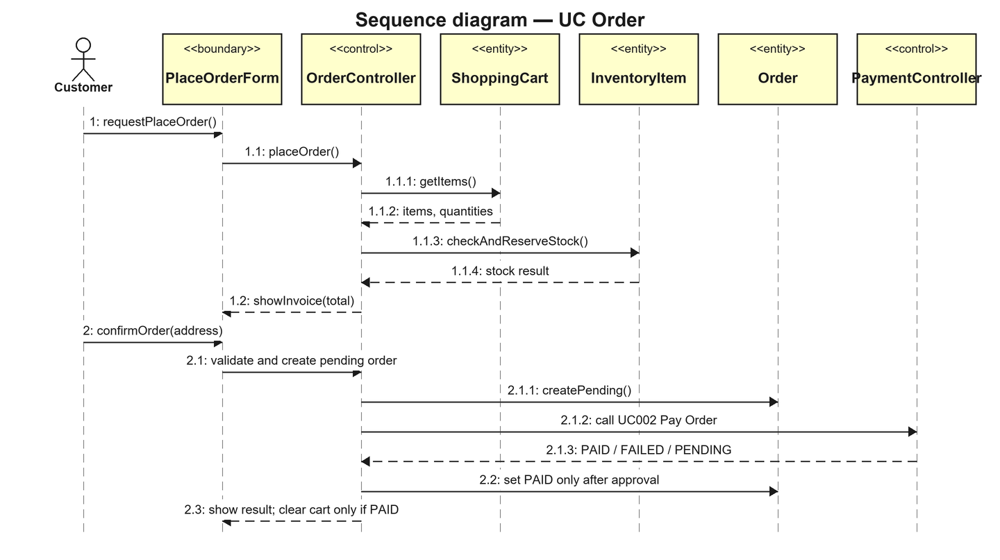 Sequence diagram — UC Order
<<boundary>>
<<control>>
<<entity>>
<<entity>>
<<entity>>
<<control>>
Customer
PlaceOrderForm
OrderController
ShoppingCart
InventoryItem
Order
PaymentController
1: requestPlaceOrder()
1.1: placeOrder()
1.1.1: getItems()
1.1.2: items, quantities
1.1.3: checkAndReserveStock()
1.1.4: stock result
1.2: showInvoice(total)
2: confirmOrder(address)
2.1: validate and create pending order
2.1.1: createPending()
2.1.2: call UC002 Pay Order
2.1.3: PAID / FAILED / PENDING
2.2: set PAID only after approval
2.3: show result; clear cart only if PAID